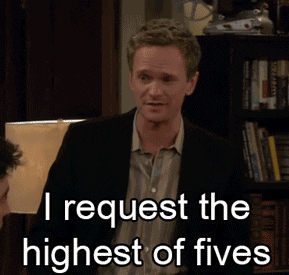 I request the
highest of fives